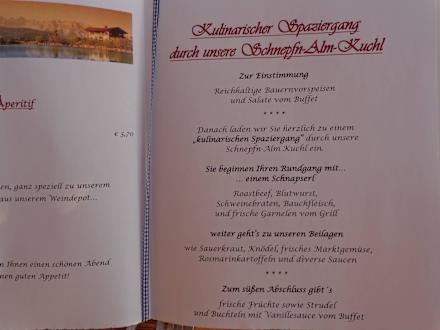 Aperitif
€ 5,70
en, ganz speziell zu unserem
aus unserem Weindepot…
n Ihnen einen schönen Abend
nen guten Appetit!
Kulinarischer Spaziergang
durch unsere Schnepfn-Alm-Kuchl
Zur Einstimmung
Reichhaltige Bauernvorspeisen
und Salate vom Buffet
* * * *
Danach laden wir Sie herzlich zu einem
„kulinarischen Spaziergang" durch unsere
Schnepfn-Alm Kuchl ein.
Sie beginnen Ihren Rundgang mit…
… einem Schnapserl
Roastbeef, Blutwurst,
Schweinebraten, Bauchfleisch,
und frische Garnelen vom Grill
weiter geht's zu unseren Beilagen
wie Sauerkraut, Knödel, frisches Marktgemüse,
Rosmarinkartoffeln und diverse Saucen
* * * *
Zum süßen Abschluss gibt´s
frische Früchte sowie Strudel
und Buchteln mit Vanillesauce vom Buffet